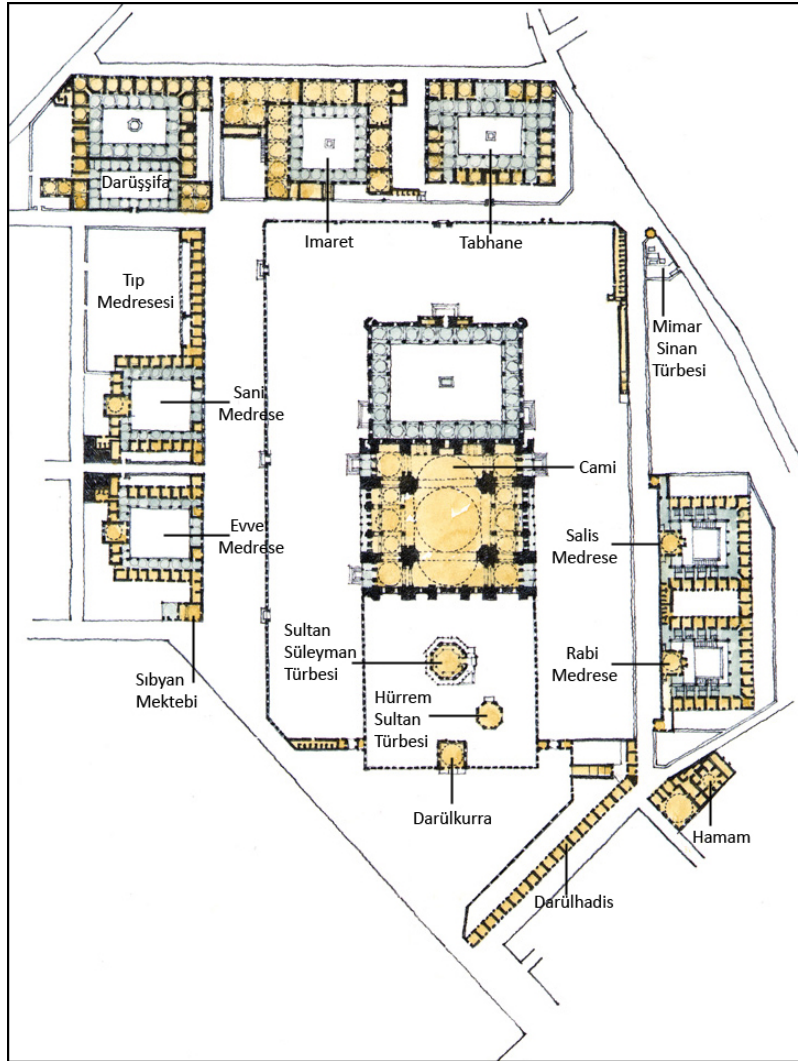 Darüşşifa
Imaret
Tabhane
Tıp
Medresesi
Mimar
Sinan
Türbesi
Sani
Medrese
Cami
Evvel
Medrese
Salis
Medrese
Sultan
Süleyman
Türbesi
Rabi
Medrese
Sıbyan
Mektebi
Hürrem
Sultan
Türbesi
Darülkurra
Hamam
Darülhadis